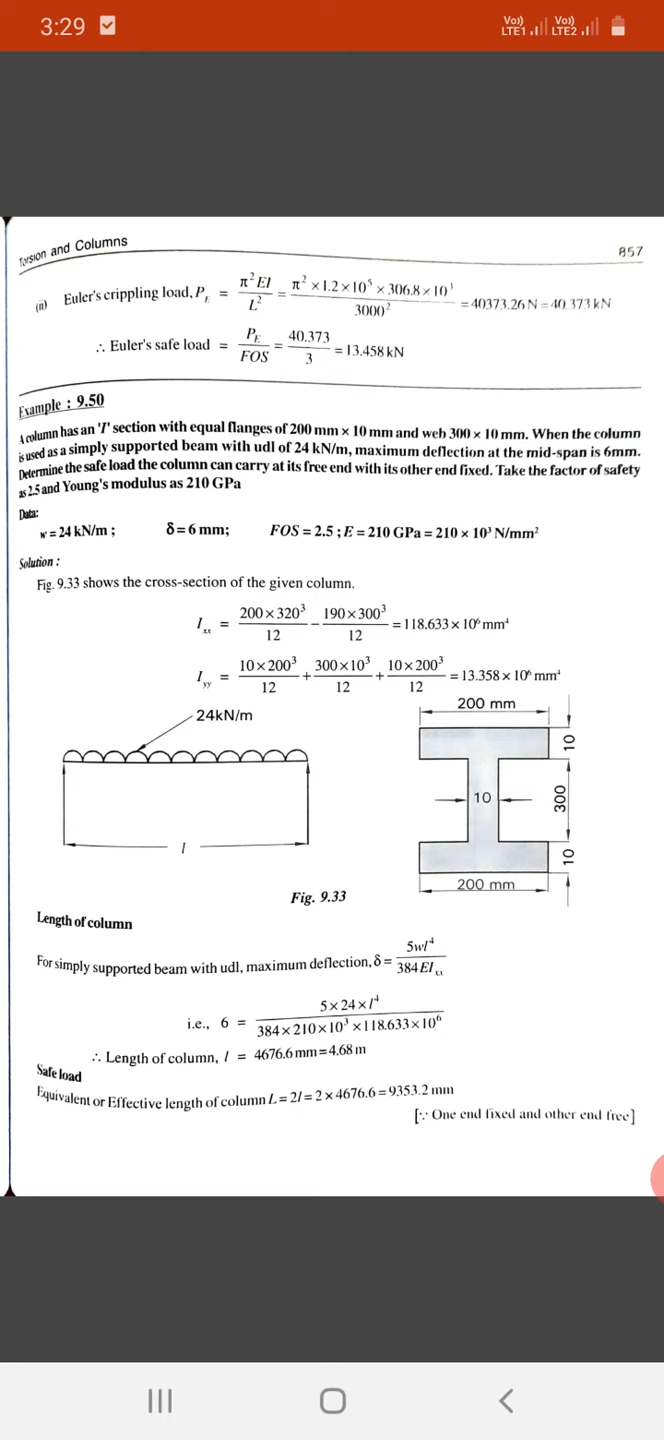 3:29
Vo)) LTE1 Vo)) LTE2
Torsion and Columns
857
(ii) Euler's crippling load, P_E = π² EI / L² = π² × 1.2 × 10⁵ × 306.8 × 10³ / 3000² = 40373.26 N = 40.373 kN
∴ Euler's safe load = P_E / FOS = 40.373 / 3 = 13.458 kN
Example : 9.50
A column has an 'I' section with equal flanges of 200 mm × 10 mm and web 300 × 10 mm. When the column
is used as a simply supported beam with udl of 24 kN/m, maximum deflection at the mid-span is 6mm.
Determine the safe load the column can carry at its free end with its other end fixed. Take the factor of safety
as 2.5 and Young's modulus as 210 GPa
Data:
w = 24 kN/m ; δ = 6 mm; FOS = 2.5 ; E = 210 GPa = 210 × 10³ N/mm²
Solution :
Fig. 9.33 shows the cross-section of the given column.
I_xx = 200 × 320³ / 12 − 190 × 300³ / 12 = 118.633 × 10⁶ mm⁴
I_yy = 10 × 200³ / 12 + 300 × 10³ / 12 + 10 × 200³ / 12 = 13.358 × 10⁶ mm⁴
24kN/m
l
200 mm
10
10
300
10
200 mm
Fig. 9.33
Length of column
For simply supported beam with udl, maximum deflection, δ = 5wl⁴ / 384 EI_xx
i.e., 6 = 5 × 24 × l⁴ / 384 × 210 × 10³ × 118.633 × 10⁶
∴ Length of column, l = 4676.6 mm = 4.68 m
Safe load
Equivalent or Effective length of column L = 2l = 2 × 4676.6 = 9353.2 mm
[∵ One end fixed and other end free]